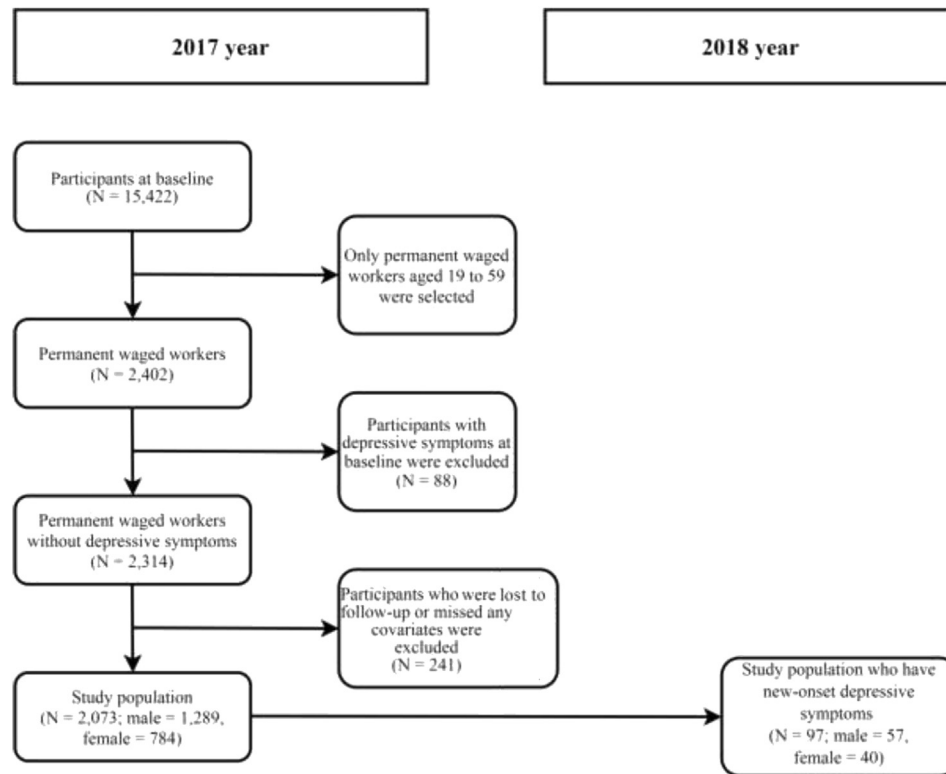 2017 year
2018 year
Participants at baseline
(N = 15,422)
Only permanent waged
workers aged 19 to 59
were selected
Permanent waged workers
(N = 2,402)
Participants with
depressive symptoms at
baseline were excluded
(N = 88)
Permanent waged workers
without depressive symptoms
(N = 2,314)
Participants who were lost to
follow-up or missed any
covariates were
excluded
(N = 241)
Study population
(N = 2,073; male = 1,289,
female = 784)
Study population who have
new-onset depressive
symptoms
(N = 97; male = 57,
female = 40)